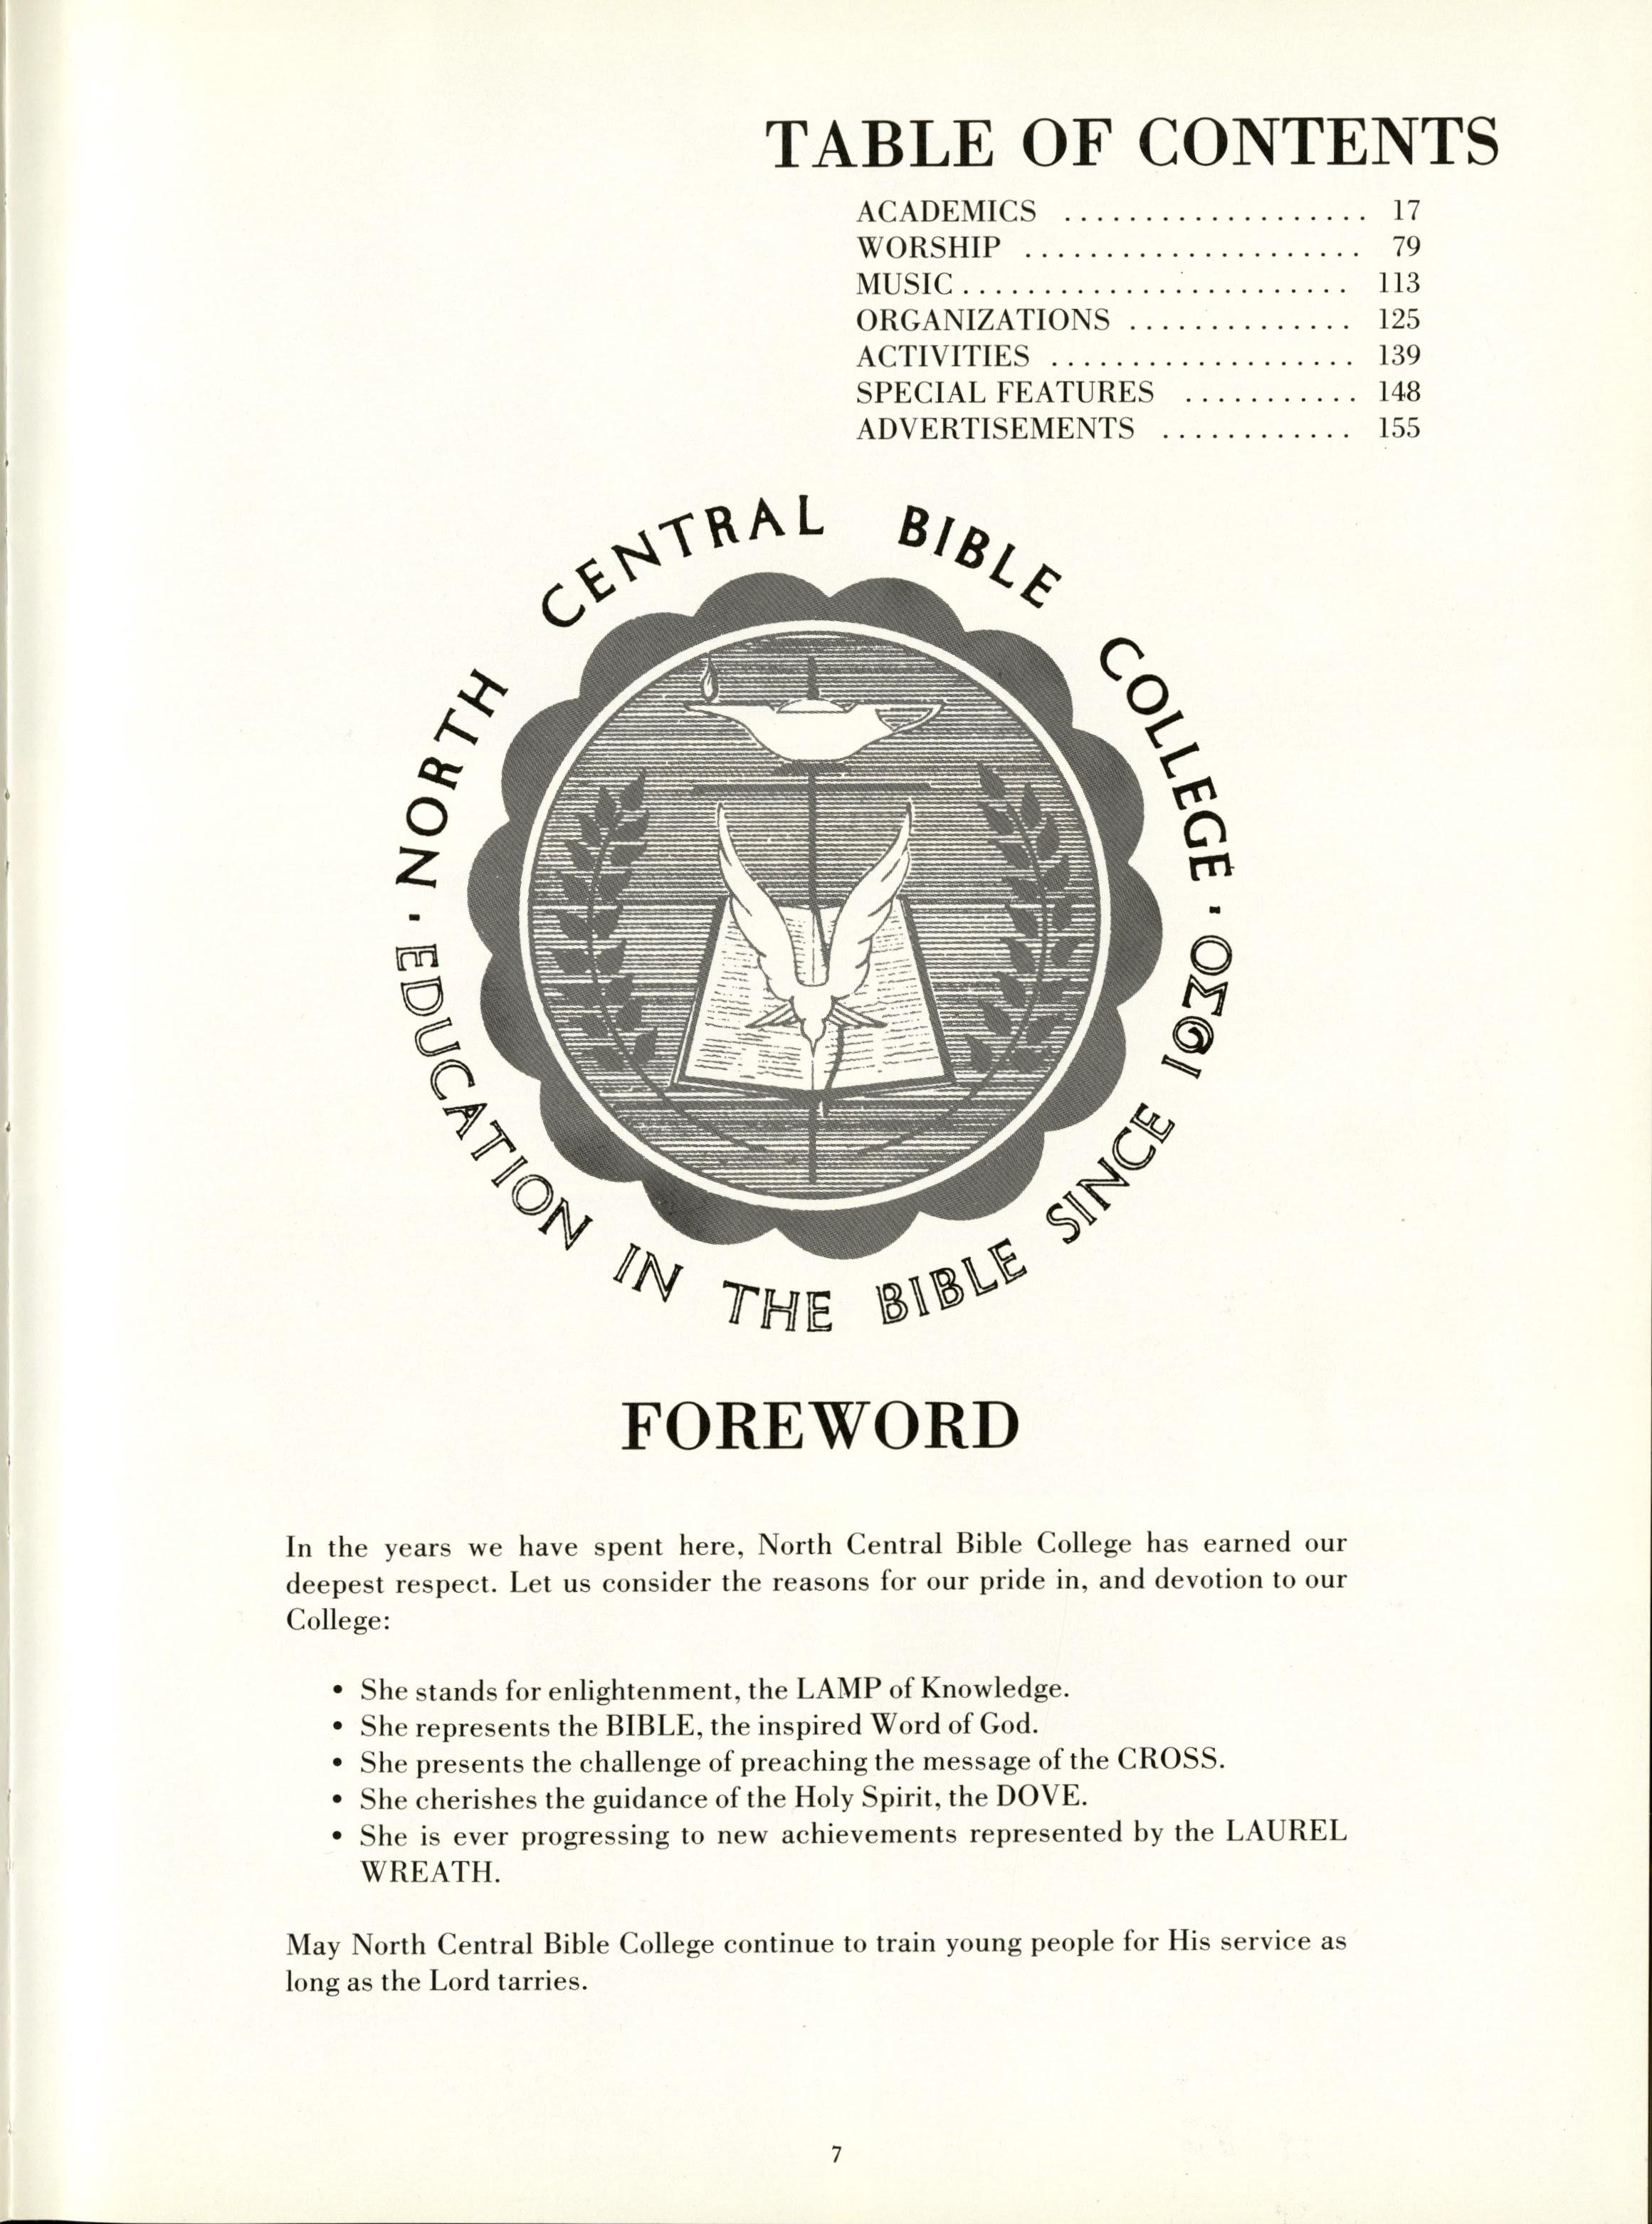 TABLE OF CONTENTS
ACADEMICS ................... 17
WORSHIP ..................... 79
MUSIC ........................ 113
ORGANIZATIONS .............. 125
ACTIVITIES ................... 139
SPECIAL FEATURES ........... 148
ADVERTISEMENTS ............ 155
· NORTH CENTRAL BIBLE COLLEGE ·
EDUCATION IN THE BIBLE SINCE 1930
FOREWORD
In the years we have spent here, North Central Bible College has earned our
deepest respect. Let us consider the reasons for our pride in, and devotion to our
College:
• She stands for enlightenment, the LAMP of Knowledge.
• She represents the BIBLE, the inspired Word of God.
• She presents the challenge of preaching the message of the CROSS.
• She cherishes the guidance of the Holy Spirit, the DOVE.
• She is ever progressing to new achievements represented by the LAUREL
WREATH.
May North Central Bible College continue to train young people for His service as
long as the Lord tarries.
7